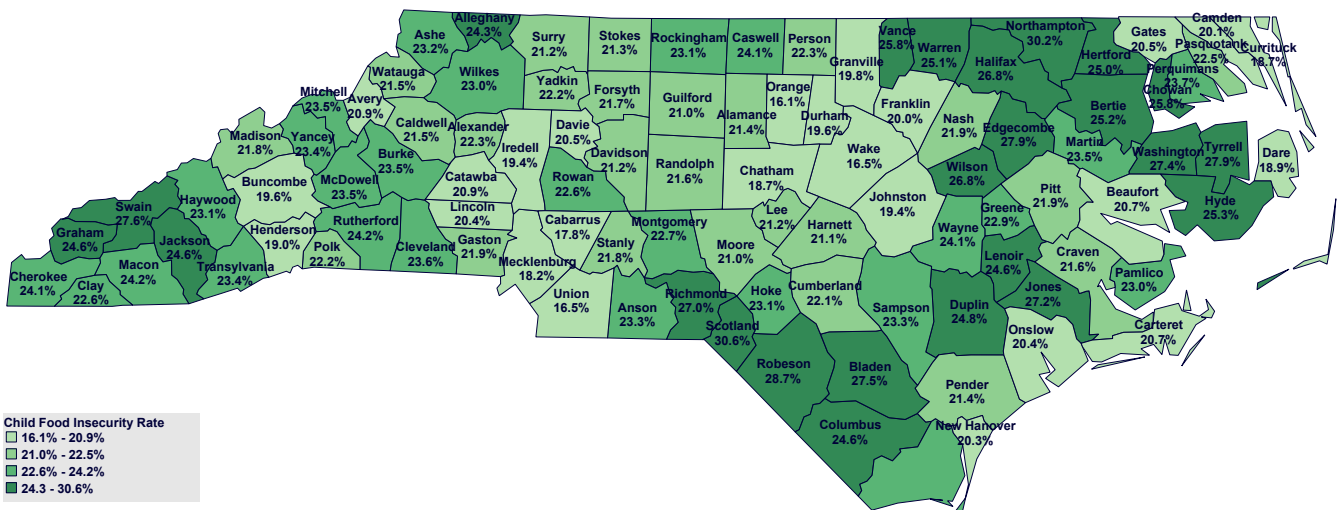 Alleghany
24.3%
Ashe
23.2%
Surry
21.2%
Stokes
21.3%
Rockingham
23.1%
Caswell
24.1%
Person
22.3%
Granville
19.8%
Vance
25.8%
Warren
25.1%
Northampton
30.2%
Halifax
26.8%
Hertford
25.0%
Gates
20.5%
Camden
20.1%
Pasquotank
22.5%
Currituck
18.7%
Perquimans
23.7%
Chowan
25.8%
Bertie
25.2%
Watauga
21.5%
Wilkes
23.0%
Yadkin
22.2%
Forsyth
21.7%
Guilford
21.0%
Alamance
21.4%
Orange
16.1%
Durham
19.6%
Franklin
20.0%
Nash
21.9%
Edgecombe
27.9%
Martin
23.5%
Washington
27.4%
Tyrrell
27.9%
Dare
18.9%
Mitchell
23.5%
Avery
20.9%
Caldwell
21.5%
Alexander
22.3%
Iredell
19.4%
Davie
20.5%
Davidson
21.2%
Randolph
21.6%
Chatham
18.7%
Wake
16.5%
Wilson
26.8%
Pitt
21.9%
Beaufort
20.7%
Hyde
25.3%
Madison
21.8%
Yancey
23.4%
Burke
23.5%
McDowell
23.5%
Catawba
20.9%
Rowan
22.6%
Johnston
19.4%
Greene
22.9%
Buncombe
19.6%
Haywood
23.1%
Swain
27.6%
Graham
24.6%
Jackson
24.6%
Cherokee
24.1%
Clay
22.6%
Macon
24.2%
Transylvania
23.4%
Henderson
19.0%
Polk
22.2%
Rutherford
24.2%
Cleveland
23.6%
Lincoln
20.4%
Gaston
21.9%
Mecklenburg
18.2%
Cabarrus
17.8%
Stanly
21.8%
Montgomery
22.7%
Moore
21.0%
Lee
21.2%
Harnett
21.1%
Wayne
24.1%
Lenoir
24.6%
Craven
21.6%
Pamlico
23.0%
Jones
27.2%
Union
16.5%
Anson
23.3%
Richmond
27.0%
Scotland
30.6%
Hoke
23.1%
Cumberland
22.1%
Sampson
23.3%
Duplin
24.8%
Onslow
20.4%
Carteret
20.7%
Robeson
28.7%
Bladen
27.5%
Pender
21.4%
Columbus
24.6%
New Hanover
20.3%
Child Food Insecurity Rate
16.1% - 20.9%
21.0% - 22.5%
22.6% - 24.2%
24.3 - 30.6%